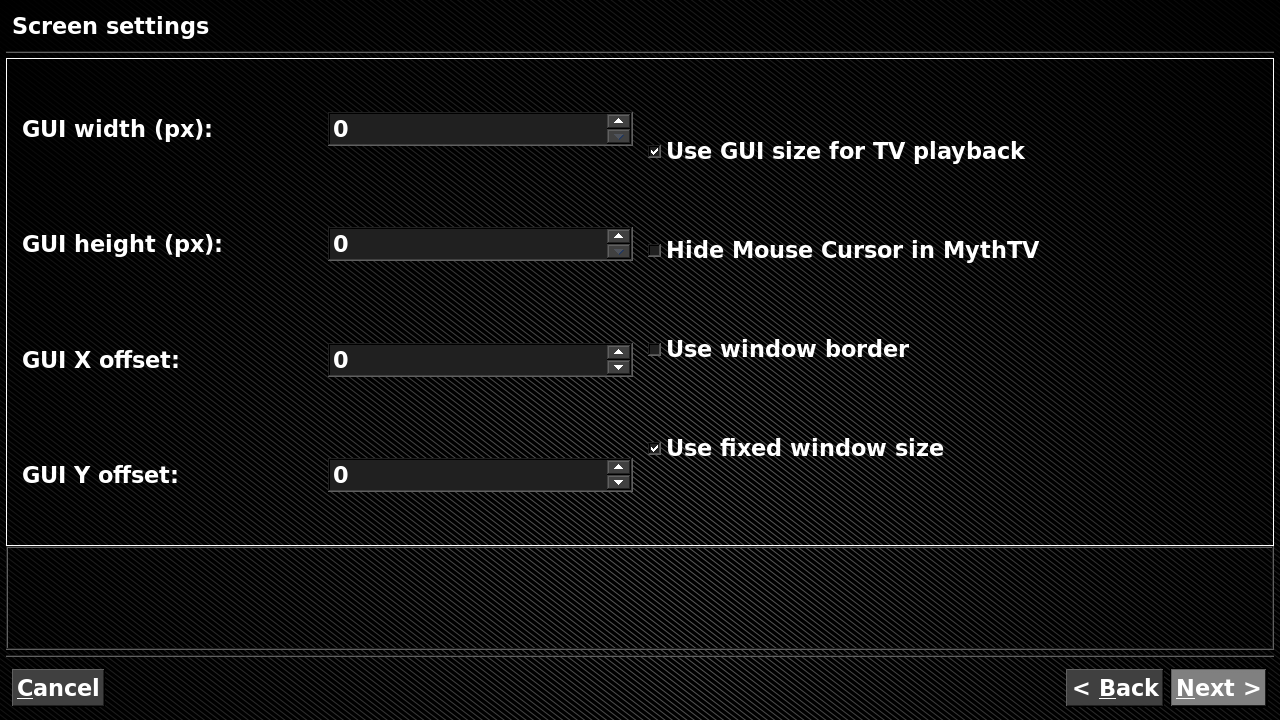 Screen settings
GUI width (px):
0
Use GUI size for TV playback
GUI height (px):
0
Hide Mouse Cursor in MythTV
GUI X offset:
0
Use window border
GUI Y offset:
0
Use fixed window size
Cancel
< Back
Next >